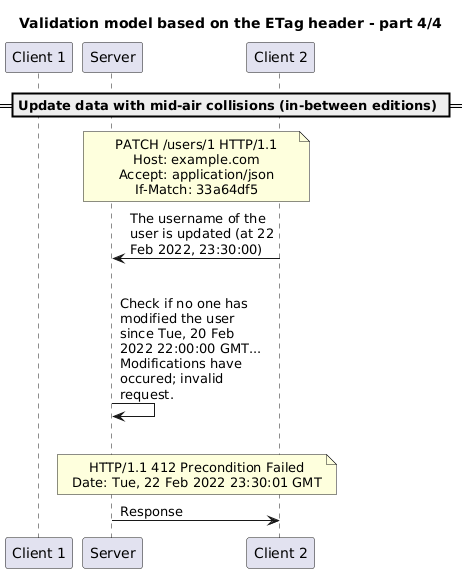 Validation model based on the ETag header - part 4/4
Client 1 Server Client 2
Update data with mid-air collisions (in-between editions)
PATCH /users/1 HTTP/1.1
Host: example.com
Accept: application/json
If-Match: 33a64df5
The username of the
user is updated (at 22
Feb 2022, 23:30:00)
Check if no one has
modified the user
since Tue, 20 Feb
2022 22:00:00 GMT...
Modifications have
occured; invalid
request.
HTTP/1.1 412 Precondition Failed
Date: Tue, 22 Feb 2022 23:30:01 GMT
Response
Client 1 Server Client 2